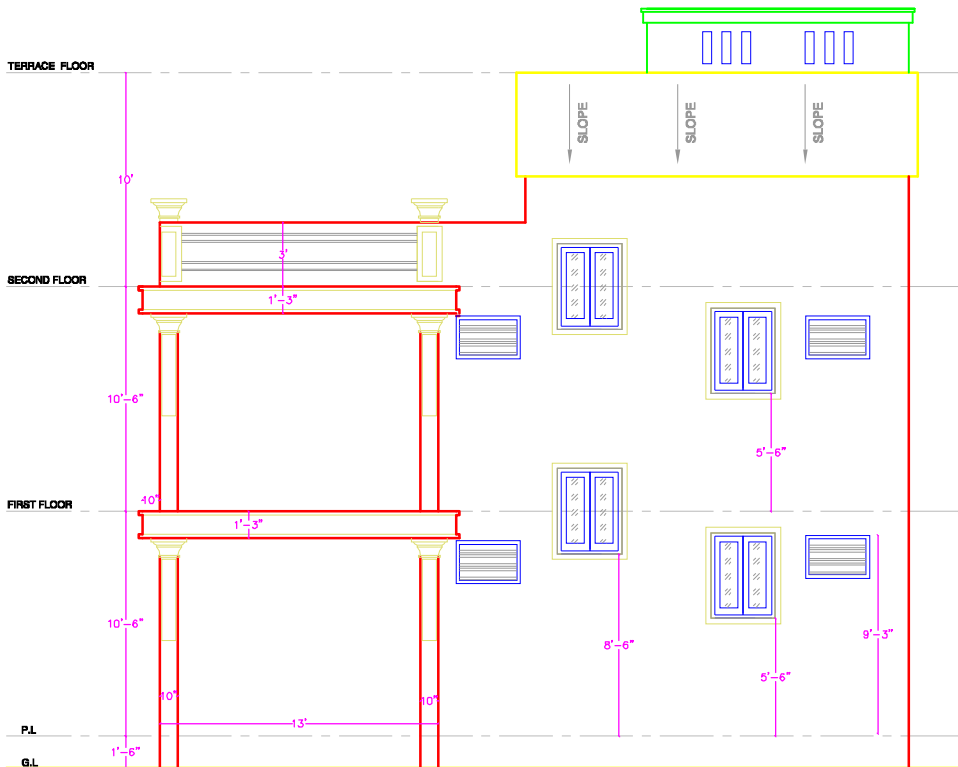 TERRACE FLOOR
SLOPE
SLOPE
SLOPE
10'
3'
SECOND FLOOR
1'-3"
10'-6"
5'-6"
10"
FIRST FLOOR
1'-3"
10'-6"
9'-3"
8'-6"
5'-6"
10"
10"
13'
P.L
1'-6"
G.L